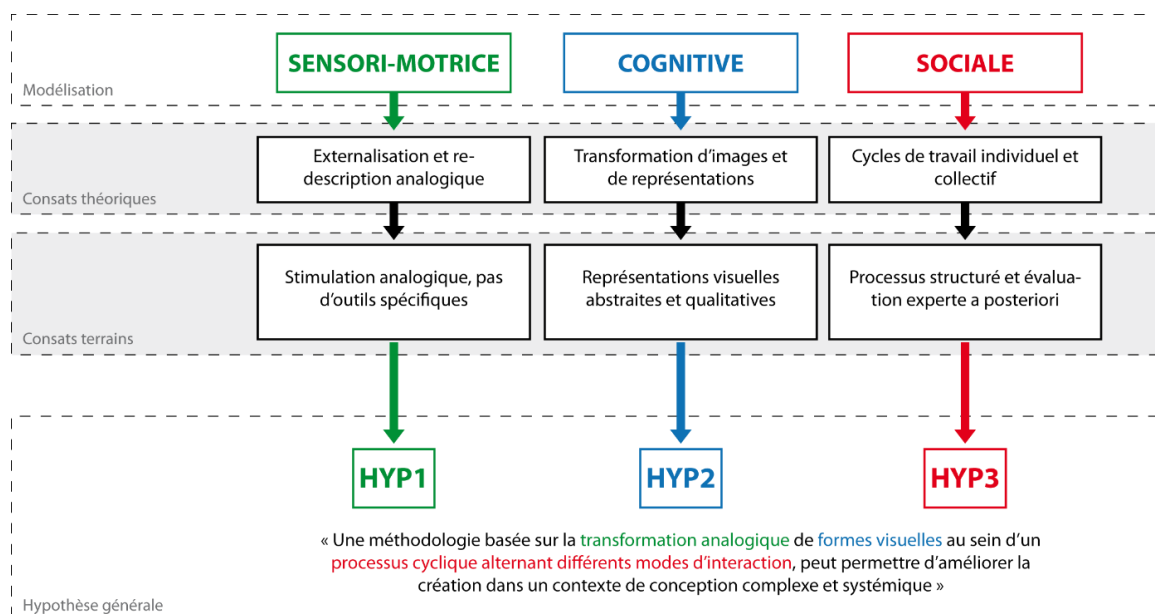 SENSORI-MOTRICE
COGNITIVE
SOCIALE
Modélisation
Externalisation et re-
description analogique
Transformation d'images et
de représentations
Cycles de travail individuel et
collectif
Consats théoriques
Stimulation analogique, pas
d'outils spécifiques
Représentations visuelles
abstraites et qualitatives
Processus structuré et évalua-
tion experte a posteriori
Consats terrains
HYP1
HYP2
HYP3
« Une méthodologie basée sur la transformation analogique de formes visuelles au sein d'un
processus cyclique alternant différents modes d'interaction, peut permettre d'améliorer la
création dans un contexte de conception complexe et systémique »
Hypothèse générale